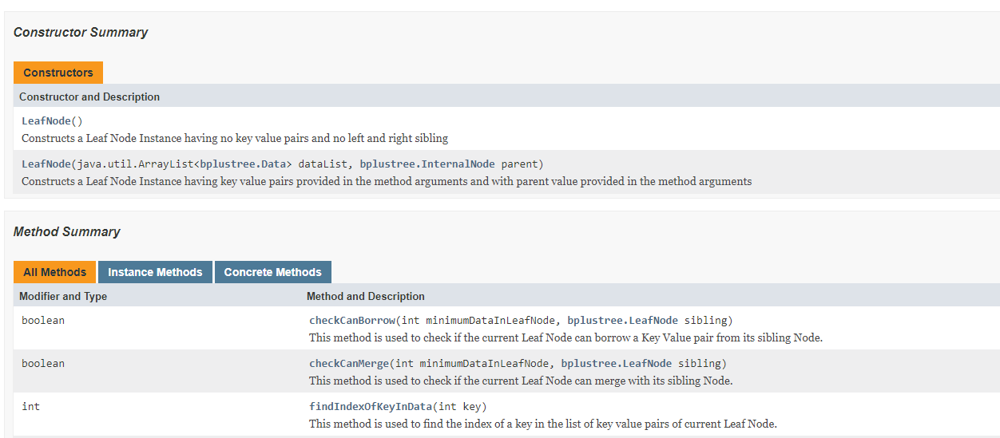 Constructor Summary
Constructors
Constructor and Description
LeafNode()
Constructs a Leaf Node Instance having no key value pairs and no left and right sibling
LeafNode(java.util.ArrayList<bplustree.Data> dataList, bplustree.InternalNode parent)
Constructs a Leaf Node Instance having key value pairs provided in the method arguments and with parent value provided in the method arguments
Method Summary
All Methods Instance Methods Concrete Methods
Modifier and Type Method and Description
boolean checkCanBorrow(int minimumDataInLeafNode, bplustree.LeafNode sibling)
This method is used to check if the current Leaf Node can borrow a Key Value pair from its sibling Node.
boolean checkCanMerge(int minimumDataInLeafNode, bplustree.LeafNode sibling)
This method is used to check if the current Leaf Node can merge with its sibling Node.
int findIndexOfKeyInData(int key)
This method is used to find the index of a key in the list of key value pairs of current Leaf Node.